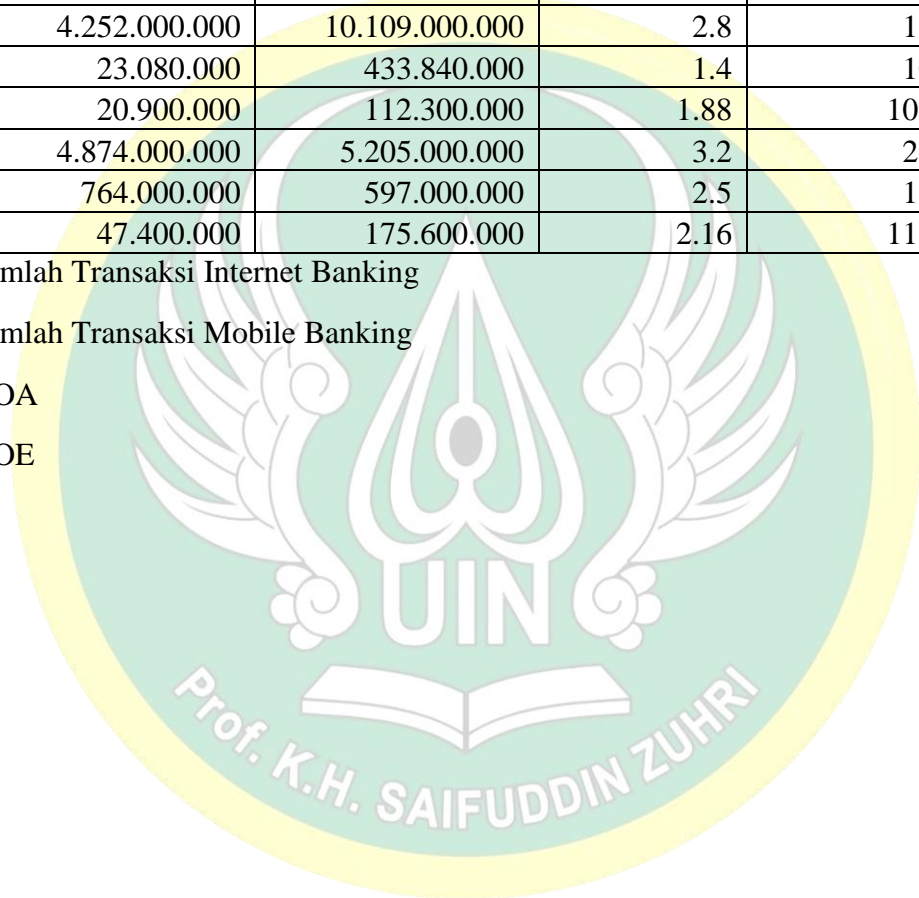 4.252.000.000 10.109.000.000 2.8 1
23.080.000 433.840.000 1.4 1
20.900.000 112.300.000 1.88 10
4.874.000.000 5.205.000.000 3.2 2
764.000.000 597.000.000 2.5 1
47.400.000 175.600.000 2.16 11
mlah Transaksi Internet Banking
mlah Transaksi Mobile Banking
OA
OE
UIN
Prof. K.H. SAIFUDDIN ZUHRI